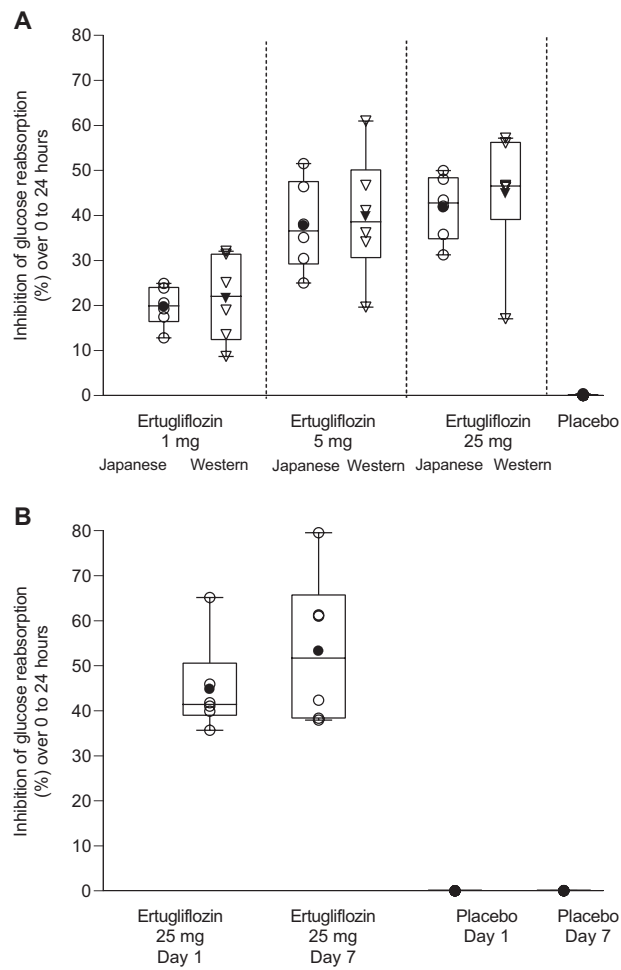 A
Inhibition of glucose reabsorption
(%) over 0 to 24 hours
80
70
60
50
40
30
20
10
0
Ertugliflozin Ertugliflozin Ertugliflozin Placebo
1 mg 5 mg 25 mg
Japanese Western Japanese Western Japanese Western
B
Inhibition of glucose reabsorption
(%) over 0 to 24 hours
80
70
60
50
40
30
20
10
0
Ertugliflozin Ertugliflozin Placebo Placebo
25 mg 25 mg Day 1 Day 7
Day 1 Day 7